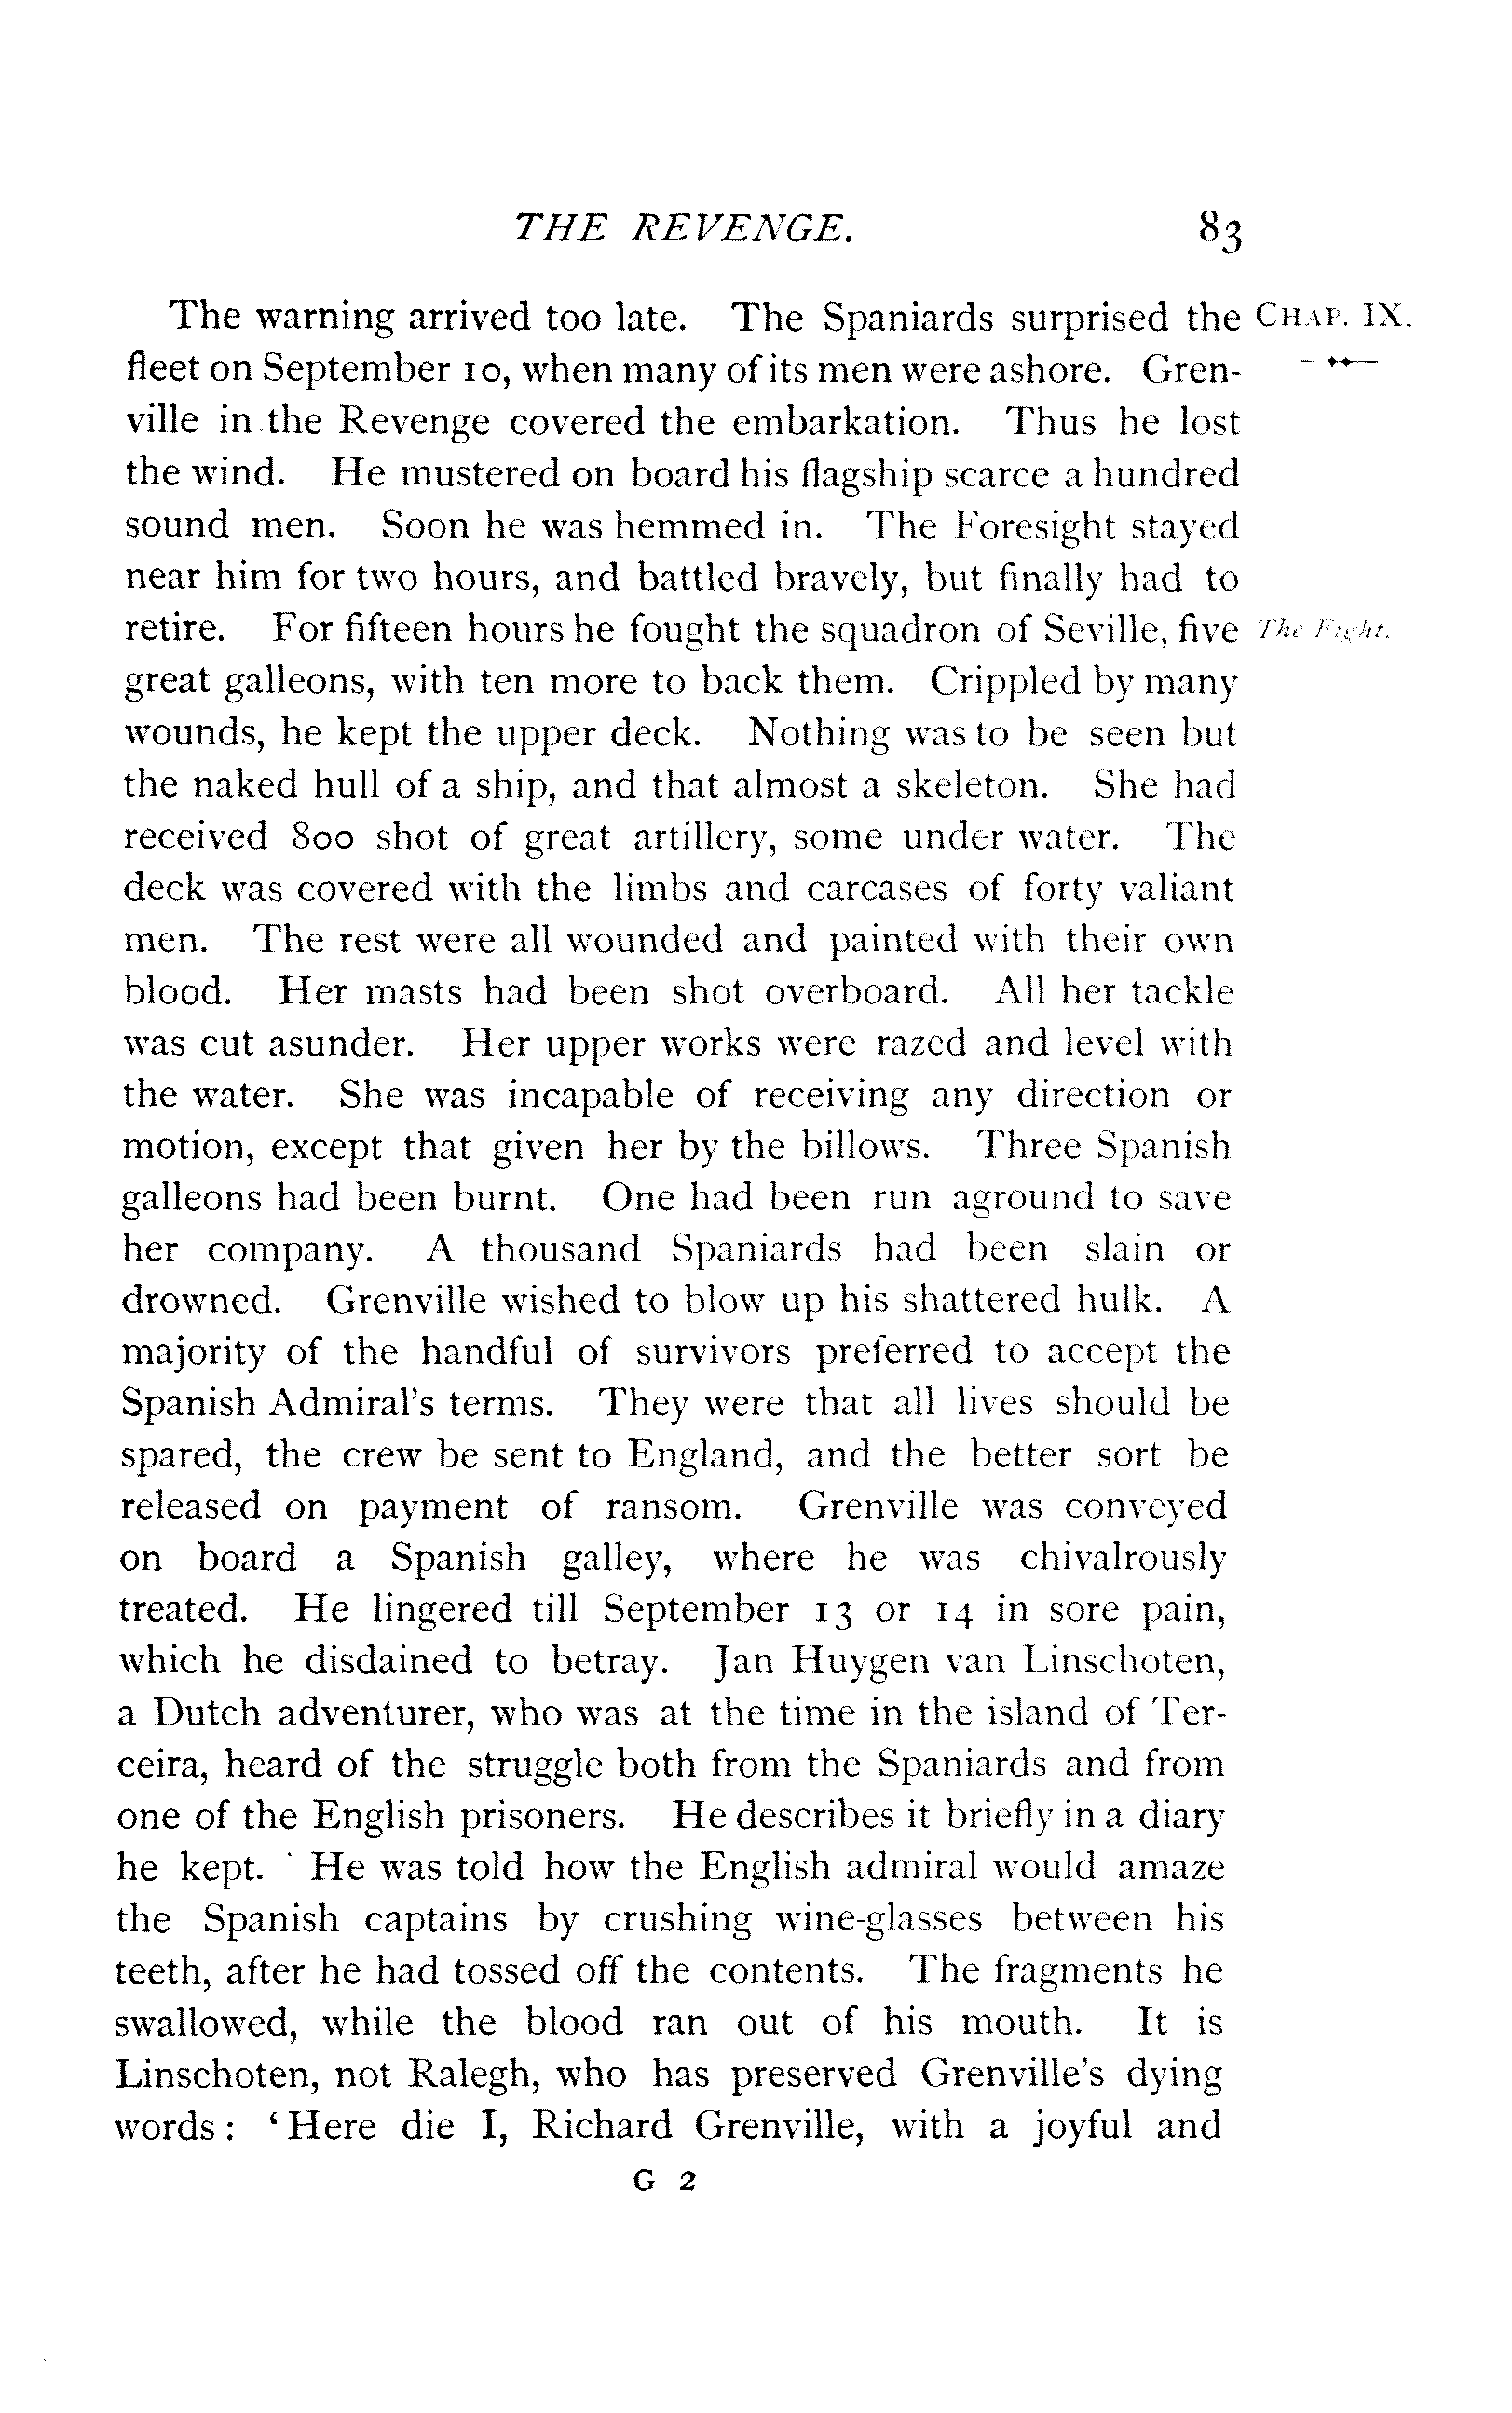 THE REVENGE. 83
The warning arrived too late. The Spaniards surprised the CHAP. IX.
fleet on September 10, when many of its men were ashore. Gren-
ville in the Revenge covered the embarkation. Thus he lost
the wind. He mustered on board his flagship scarce a hundred
sound men. Soon he was hemmed in. The Foresight stayed
near him for two hours, and battled bravely, but finally had to
retire. For fifteen hours he fought the squadron of Seville, five The Fight.
great galleons, with ten more to back them. Crippled by many
wounds, he kept the upper deck. Nothing was to be seen but
the naked hull of a ship, and that almost a skeleton. She had
received 800 shot of great artillery, some under water. The
deck was covered with the limbs and carcases of forty valiant
men. The rest were all wounded and painted with their own
blood. Her masts had been shot overboard. All her tackle
was cut asunder. Her upper works were razed and level with
the water. She was incapable of receiving any direction or
motion, except that given her by the billows. Three Spanish
galleons had been burnt. One had been run aground to save
her company. A thousand Spaniards had been slain or
drowned. Grenville wished to blow up his shattered hulk. A
majority of the handful of survivors preferred to accept the
Spanish Admiral's terms. They were that all lives should be
spared, the crew be sent to England, and the better sort be
released on payment of ransom. Grenville was conveyed
on board a Spanish galley, where he was chivalrously
treated. He lingered till September 13 or 14 in sore pain,
which he disdained to betray. Jan Huygen van Linschoten,
a Dutch adventurer, who was at the time in the island of Ter-
ceira, heard of the struggle both from the Spaniards and from
one of the English prisoners. He describes it briefly in a diary
he kept. He was told how the English admiral would amaze
the Spanish captains by crushing wine-glasses between his
teeth, after he had tossed off the contents. The fragments he
swallowed, while the blood ran out of his mouth. It is
Linschoten, not Ralegh, who has preserved Grenville's dying
words: ‘Here die I, Richard Grenville, with a joyful and
G 2